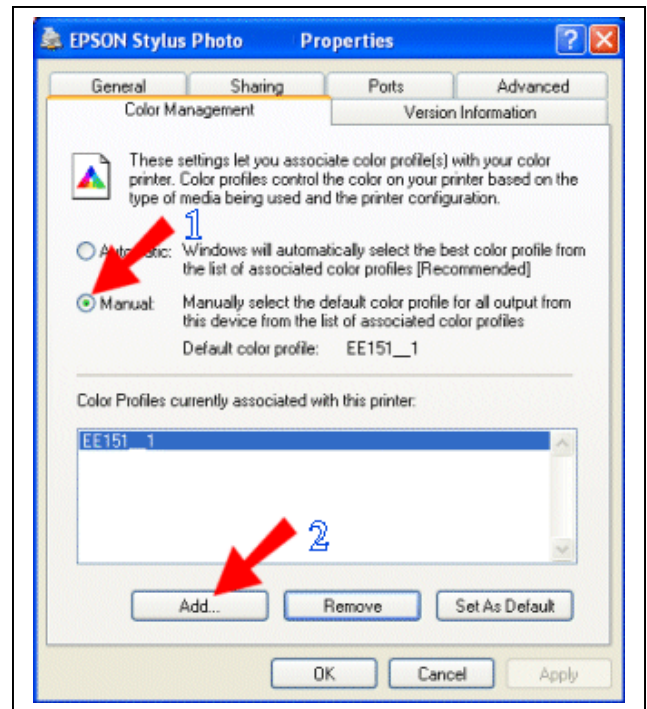 EPSON Stylus Photo Properties
General Sharing Ports Advanced
Color Management Version Information
These settings let you associate color profile(s) with your color
printer. Color profiles control the color on your printer based on the
type of media being used and the printer configuration.
1
Automatic: Windows will automatically select the best color profile from
the list of associated color profiles [Recommended]
Manual: Manually select the default color profile for all output from
this device from the list of associated color profiles
Default color profile: EE151__1
Color Profiles currently associated with this printer:
EE151__1
2
Add... Remove Set As Default
OK Cancel Apply